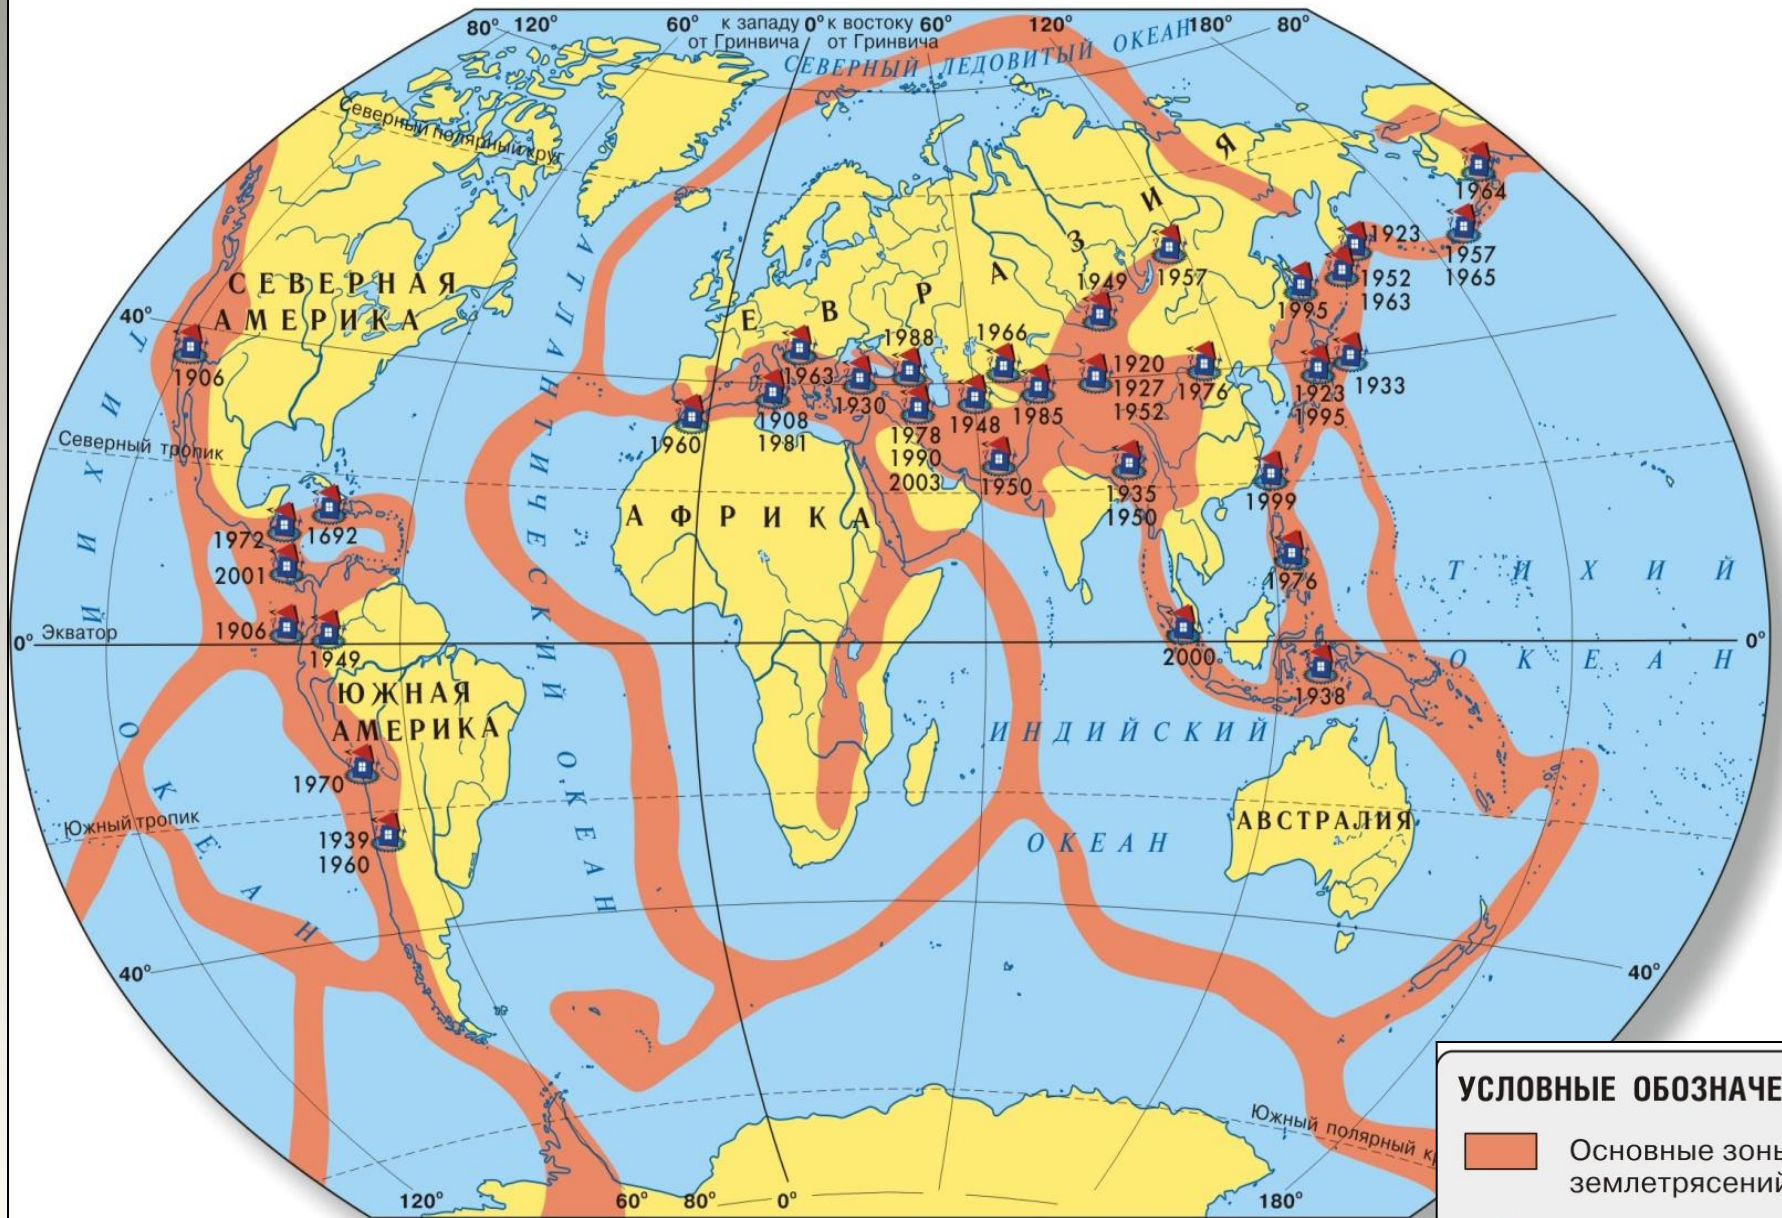 80° 120° 60° к западу 0° к востоку 60° 120° 180° 80°
от Гринвича от Гринвича
СЕВЕРНЫЙ ЛЕДОВИТЫЙ ОКЕАН
Северный полярный круг
1964
СЕВЕРНАЯ
АМЕРИКА
ЕВРАЗИЯ
АТЛАНТИЧЕСКИЙ ОКЕАН
ТИХИЙ
ОКЕАН
40°
1923
1957
1965
1952
1963
1957
1949
1995
1906
1963
1988
1966
1930
1920
1927
1952
1976
1933
1923
1995
1960
1908
1981
1978
1990
2003
1948
1985
1950
1935
1950
1999
Северный тропик
АФРИКА
1972
1692
2001
1976
ТИХИЙ
ОКЕАН
0° Экватор
0°
1906
1949
2000
1938
ЮЖНАЯ
АМЕРИКА
ИНДИЙСКИЙ
ОКЕАН
1970
Южный тропик
1939
1960
АВСТРАЛИЯ
40°
40°
Южный полярный к
120° 60° 80° 0° 180°
УСЛОВНЫЕ ОБОЗНАЧЕ
Основные зоны
землетрясений